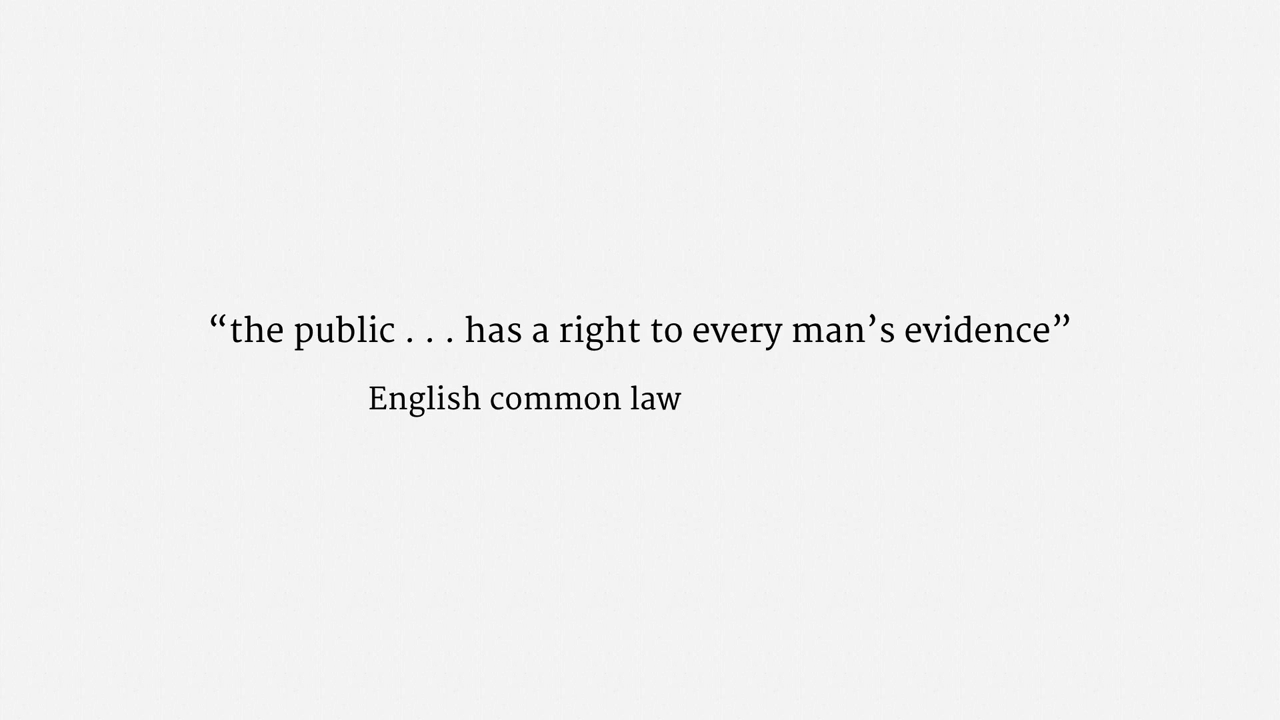 “the public . . . has a right to every man’s evidence”
English common law